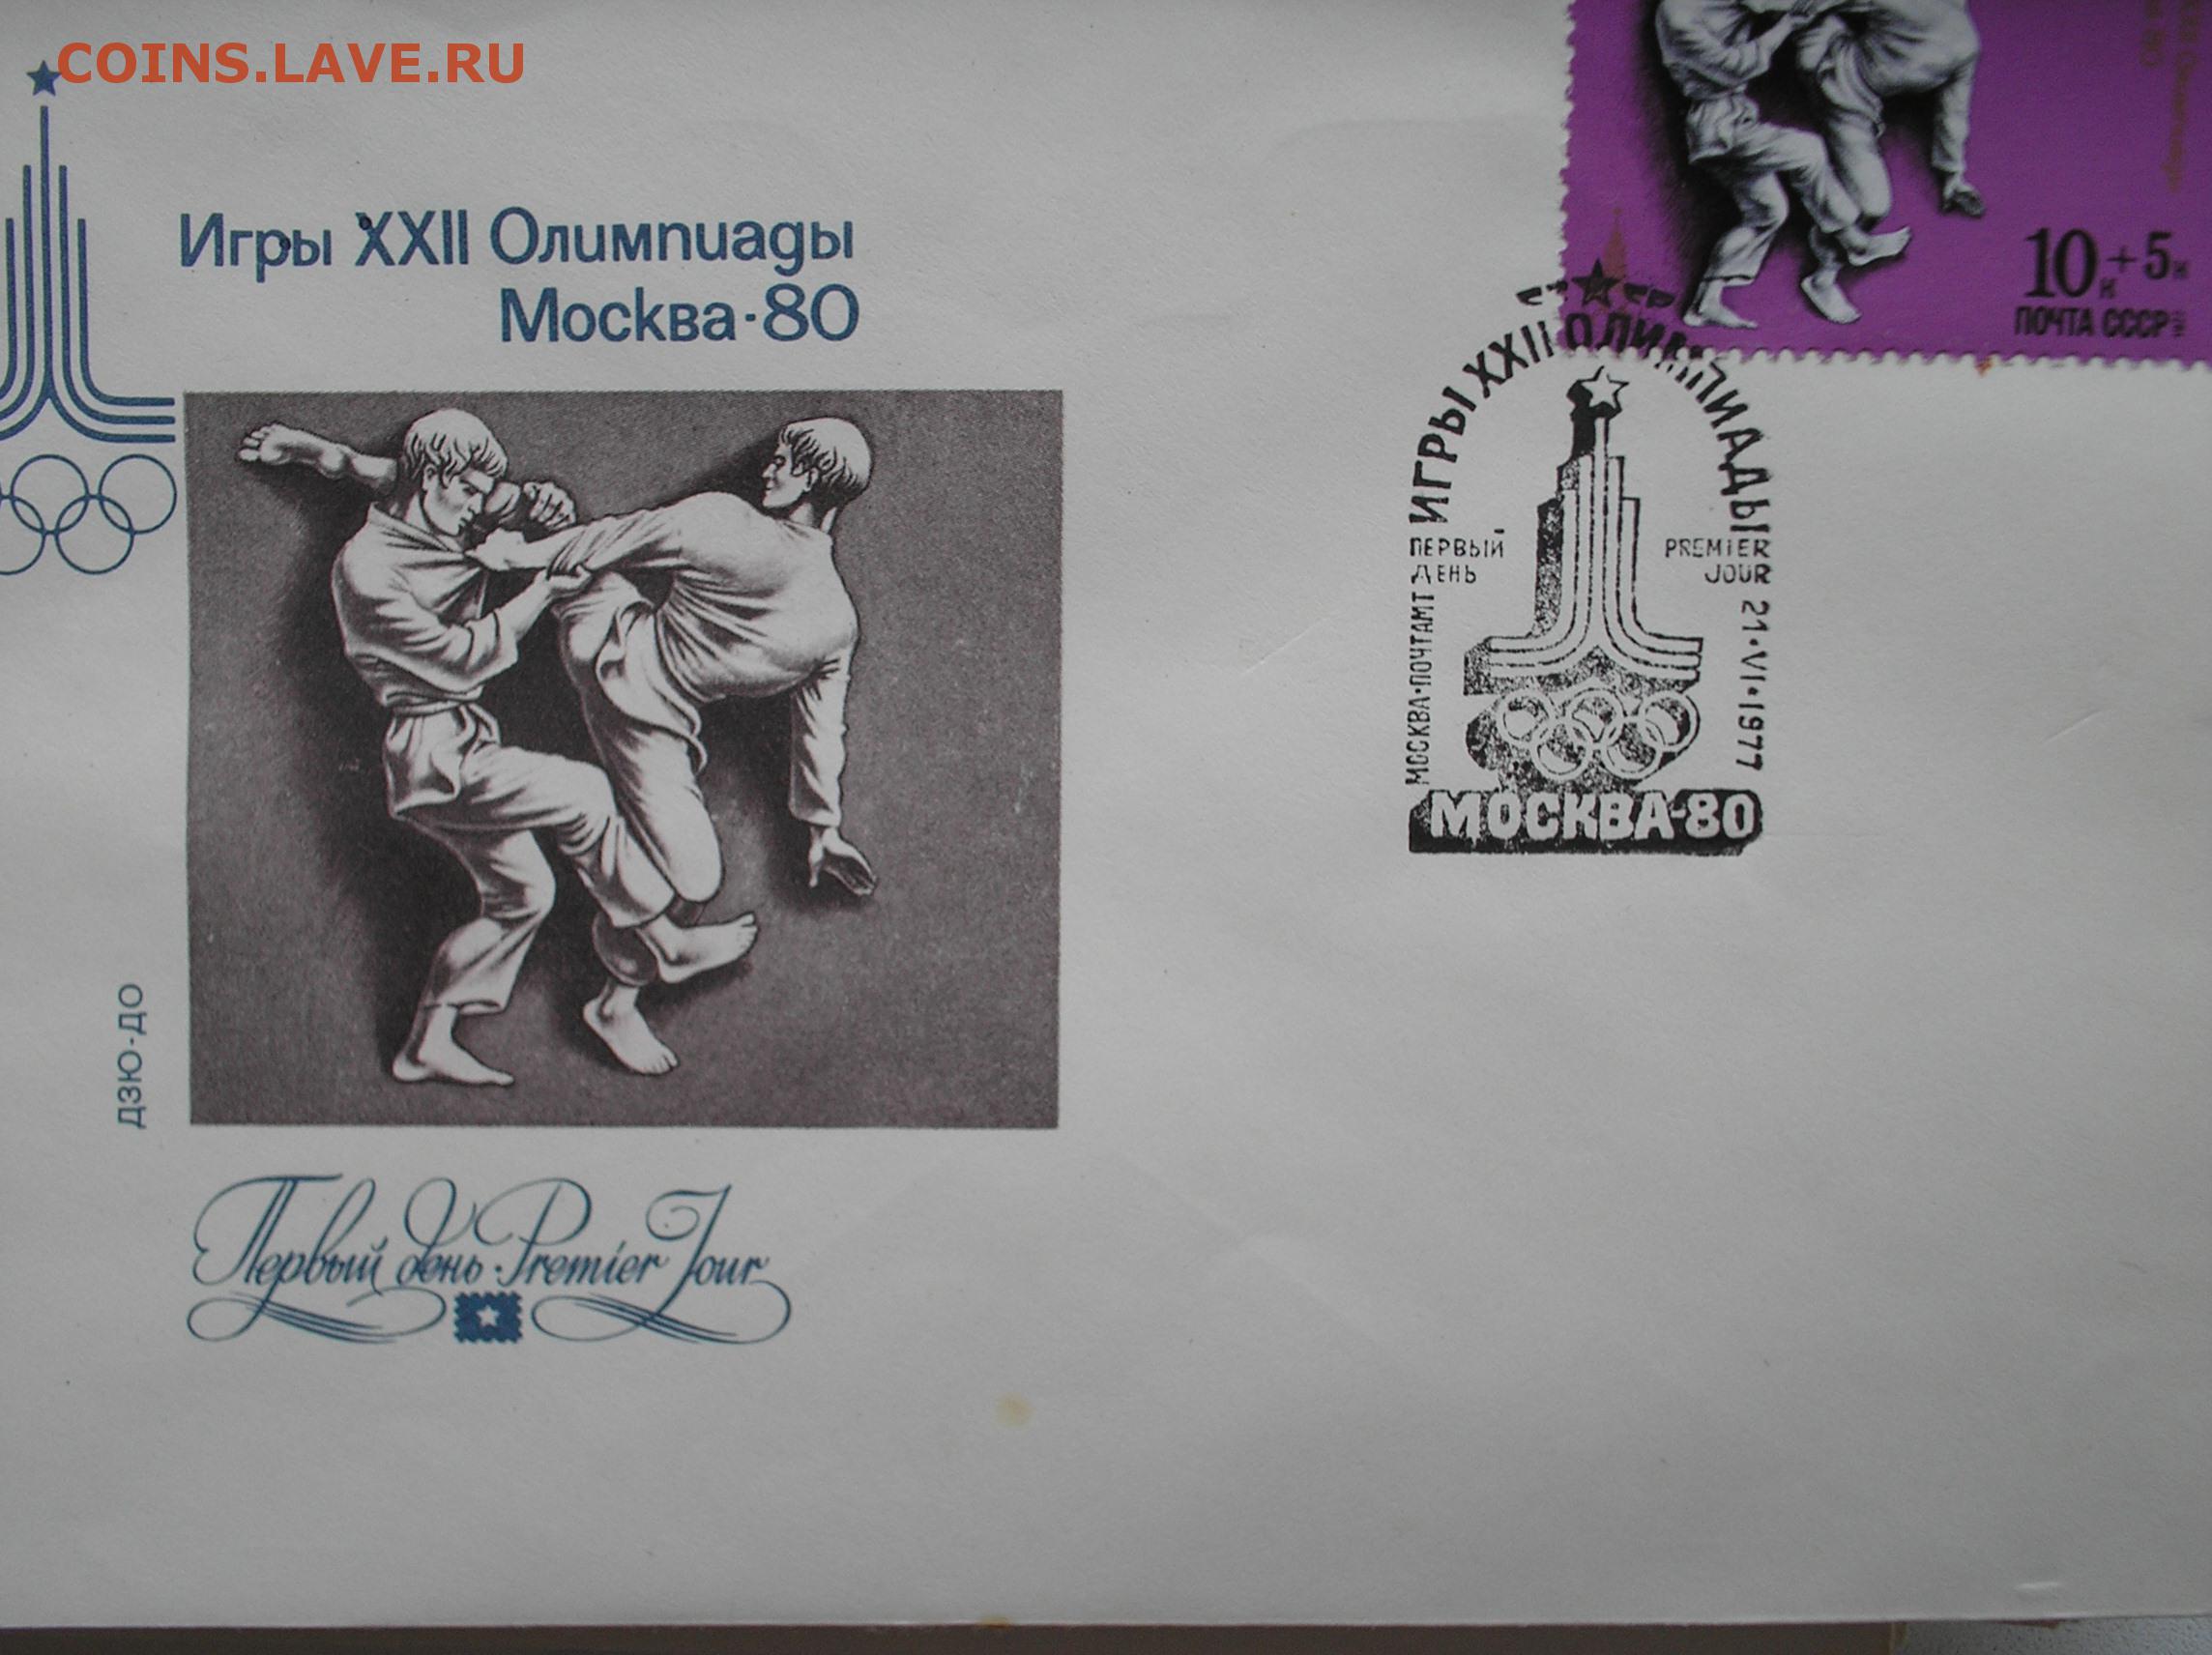 COINS.LAVE.RU
Игры XXII Олимпиады
Москва·80
10к+5к
ПОЧТА СССР
ИГРЫ XXII ОЛИМПИАДЫ
ПЕРВЫЙ
ДЕНЬ
PREMIER
JOUR
МОСКВА·ПОЧТАМТ
21·VI·1977
МОСКВА-80
ДЗЮ-ДО
Первый день·Premier Jour